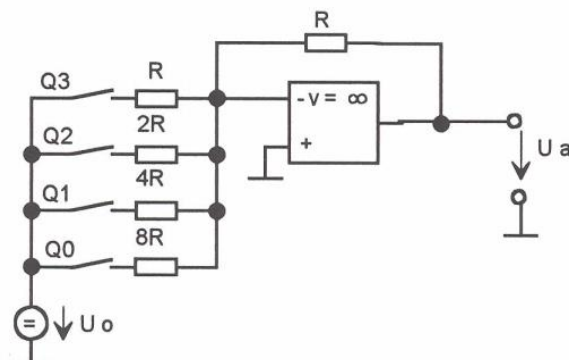 R
Q3
R
-v = ∞
2R
Q2
+
U a
4R
Q1
8R
Q0
=
U o